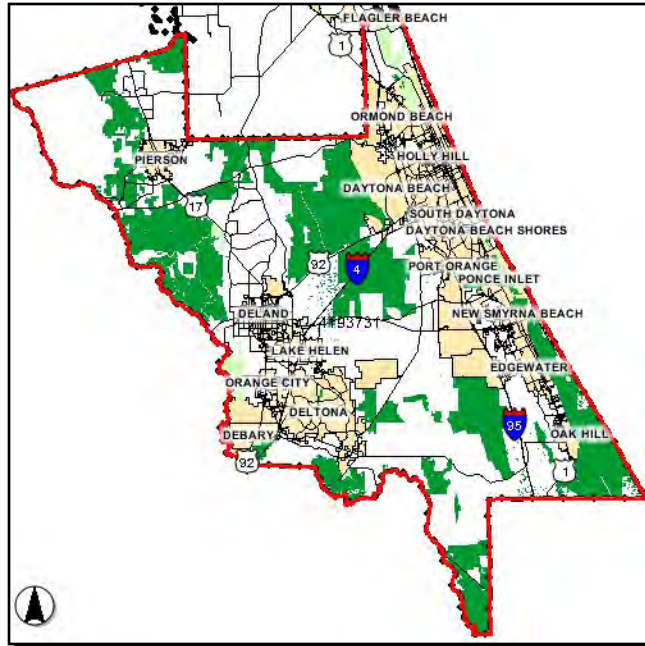 FLAGLER BEACH
1
ORMOND BEACH
HOLLY HILL
PIERSON
DAYTONA BEACH
17
SOUTH DAYTONA
DAYTONA BEACH SHORES
92
4
PORT ORANGE
PONCE INLET
DELAND
NEW SMYRNA BEACH
LAKE HELEN
EDGEWATER
ORANGE CITY
DELTONA
95
DEBARY
OAK HILL
92
1